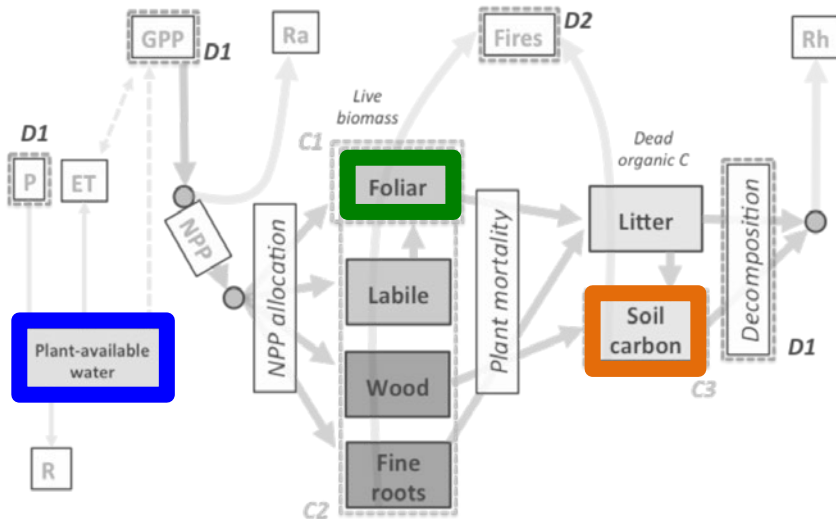 GPP
D1
Ra
D2
Fires
Rh
Live
biomass
D1
C1
Dead
organic C
P
ET
Foliar
NPP
Litter
Labile
NPP allocation
Plant mortality
Decomposition
Plant-available
water
Soil
carbon
D1
Wood
C3
R
Fine
roots
C2